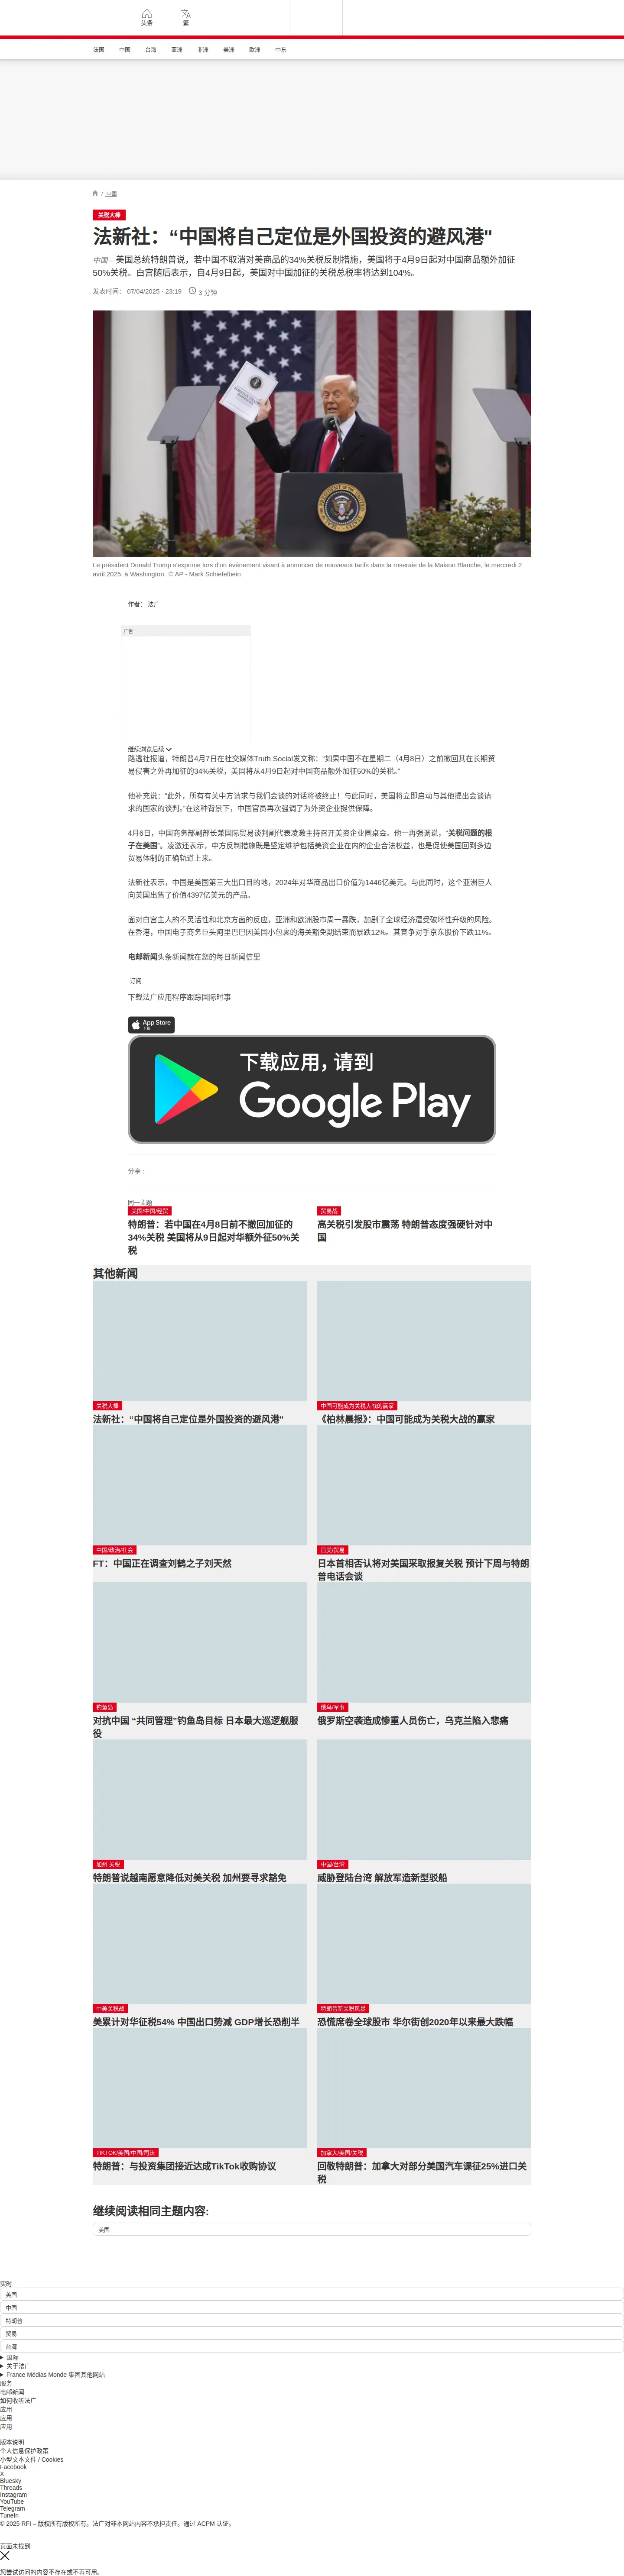 头条
繁
法国 中国 台海 亚洲 非洲 美洲 欧洲 中东
/ 中国
关税大棒
法新社：“中国将自己定位是外国投资的避风港"
中国 – 美国总统特朗普说，若中国不取消对美商品的34%关税反制措施，美国将于4月9日起对中国商品额外加征
50%关税。白宫随后表示，自4月9日起，美国对中国加征的关税总税率将达到104%。
发表时间： 07/04/2025 - 23:19 3 分钟
FOREIGN TRADE
Le président Donald Trump s'exprime lors d'un évènement visant à annoncer de nouveaux tarifs dans la roseraie de la Maison Blanche, le mercredi 2
avril 2025, à Washington. © AP - Mark Schiefelbein
作者： 法广
广告
继续浏览后续
路透社报道，特朗普4月7日在社交媒体Truth Social发文称：“如果中国不在星期二（4月8日）之前撤回其在长期贸
易侵害之外再加征的34%关税，美国将从4月9日起对中国商品额外加征50%的关税。”
他补充说：“此外，所有有关中方请求与我们会谈的对话将被终止！与此同时，美国将立即启动与其他提出会谈请
求的国家的谈判。”在这种背景下，中国官员再次强调了为外资企业提供保障。
4月6日，中国商务部副部长兼国际贸易谈判副代表凌激主持召开美资企业圆桌会。他一再强调说，“关税问题的根
子在美国”。凌激还表示，中方反制措施既是坚定维护包括美资企业在内的企业合法权益，也是促使美国回到多边
贸易体制的正确轨道上来。
法新社表示，中国是美国第三大出口目的地，2024年对华商品出口价值为1446亿美元。与此同时，这个亚洲巨人
向美国出售了价值4397亿美元的产品。
面对白宫主人的不灵活性和北京方面的反应，亚洲和欧洲股市周一暴跌，加剧了全球经济遭受破坏性升级的风险。
在香港，中国电子商务巨头阿里巴巴因美国小包裹的海关豁免期结束而暴跌12%。其竞争对手京东股价下跌11%。
电邮新闻头条新闻就在您的每日新闻信里
订阅
下载法广应用程序跟踪国际时事
App Store
下载
下载应用，请到
Google Play
分享 :
同一主题
美国/中国/经贸
特朗普：若中国在4月8日前不撤回加征的
34%关税 美国将从9日起对华额外征50%关
税
贸易战
高关税引发股市震荡 特朗普态度强硬针对中
国
其他新闻
关税大棒
法新社：“中国将自己定位是外国投资的避风港"
中国可能成为关税大战的赢家
《柏林晨报》：中国可能成为关税大战的赢家
中国/政治/社会
FT：中国正在调查刘鹤之子刘天然
日美/贸易
日本首相否认将对美国采取报复关税 预计下周与特朗
普电话会谈
钓鱼岛
对抗中国 “共同管理”钓鱼岛目标 日本最大巡逻舰服
役
俄乌/军事
俄罗斯空袭造成惨重人员伤亡，乌克兰陷入悲痛
加州 关税
特朗普说越南愿意降低对美关税 加州要寻求豁免
中国/台湾
威胁登陆台湾 解放军造新型驳船
中美关税战
美累计对华征税54% 中国出口势减 GDP增长恐削半
特朗普新关税风暴
恐慌席卷全球股市 华尔街创2020年以来最大跌幅
TIKTOK/美国/中国/司法
特朗普：与投资集团接近达成TikTok收购协议
加拿大/美国/关税
回敬特朗普：加拿大对部分美国汽车课征25%进口关
税
继续阅读相同主题内容:
美国
实时
美国
中国
特朗普
贸易
台湾
国际
关于法广
France Médias Monde 集团其他网站
服务
电邮新闻
如何收听法广
应用
应用
应用
版本说明
个人信息保护政策
小型文本文件 / Cookies
Facebook
X
Bluesky
Threads
Instagram
YouTube
Telegram
TuneIn
© 2025 RFI – 版权所有版权所有。法广对非本网站内容不承担责任。通过 ACPM 认证。
页面未找到
您尝试访问的内容不存在或不再可用。